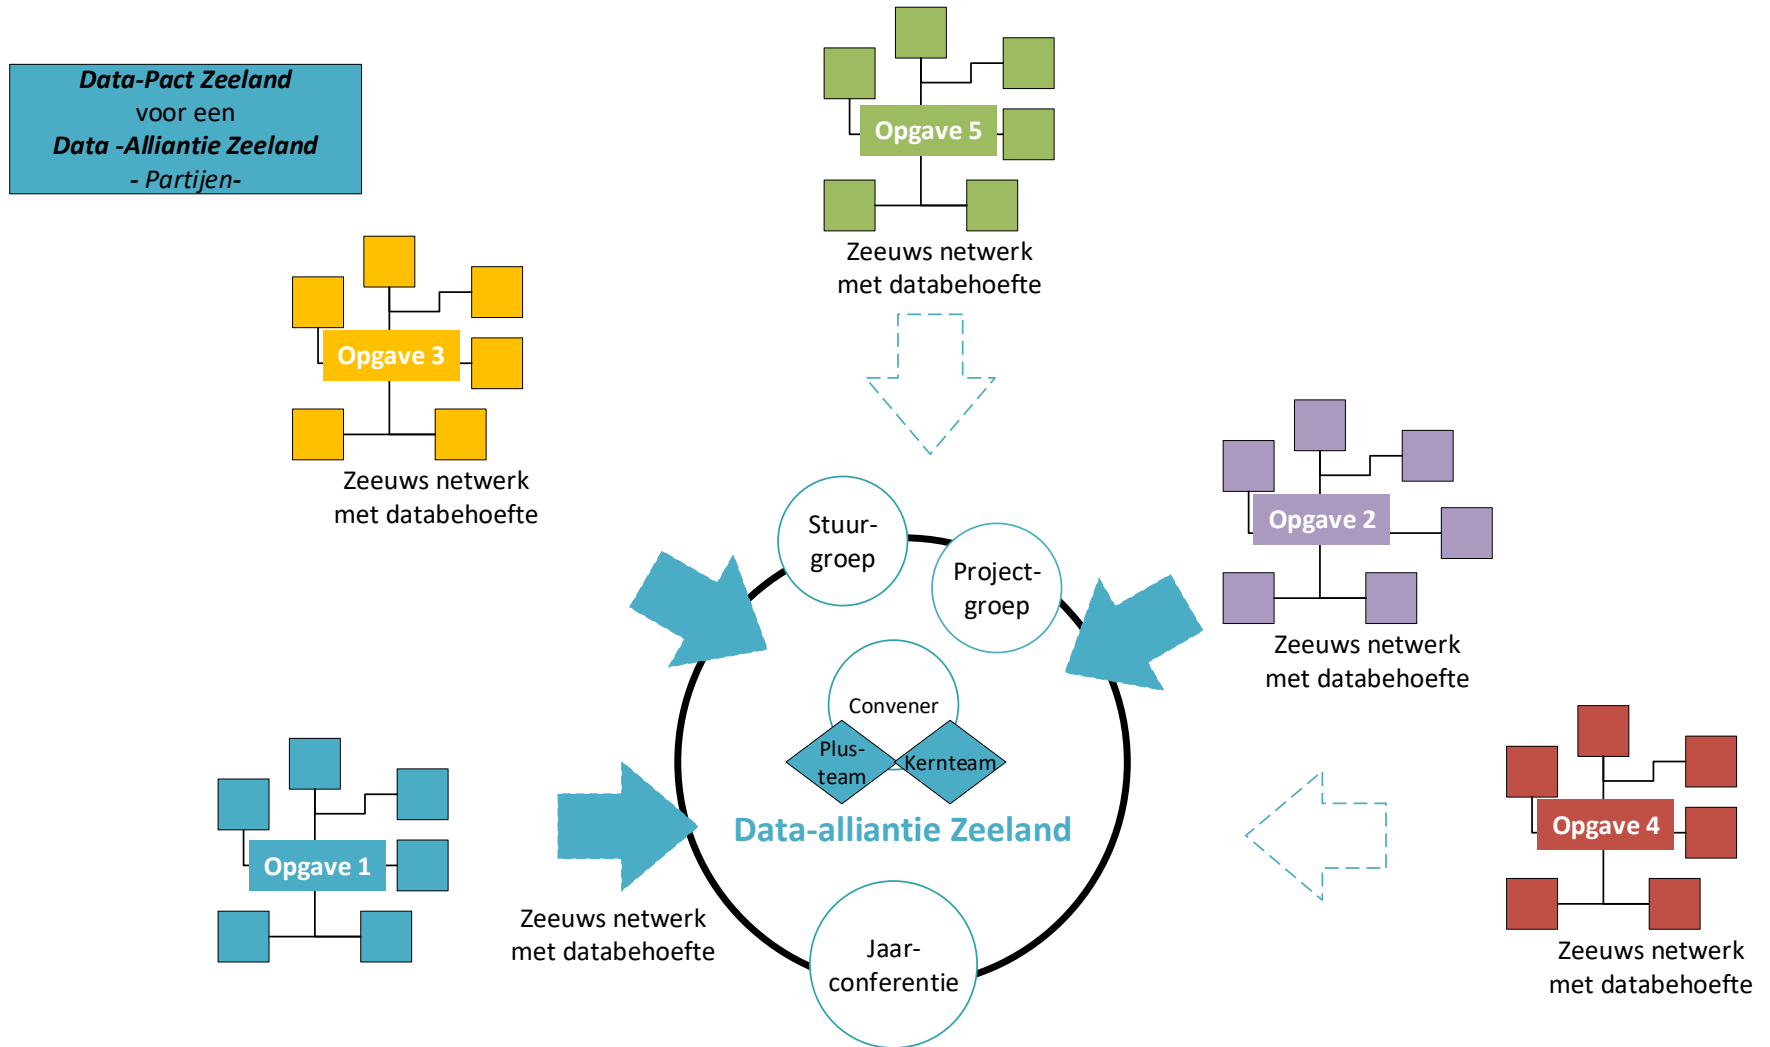 Data-Pact Zeeland
voor een
Data -Alliantie Zeeland
- Partijen-
Opgave 5
Zeeuws netwerk
met databehoefte
Opgave 3
Zeeuws netwerk
met databehoefte
Opgave 2
Zeeuws netwerk
met databehoefte
Stuur-
groep
Project-
groep
Convener
Plus-
team
Kernteam
Data-alliantie Zeeland
Opgave 1
Zeeuws netwerk
met databehoefte
Opgave 4
Zeeuws netwerk
met databehoefte
Jaar-
conferentie